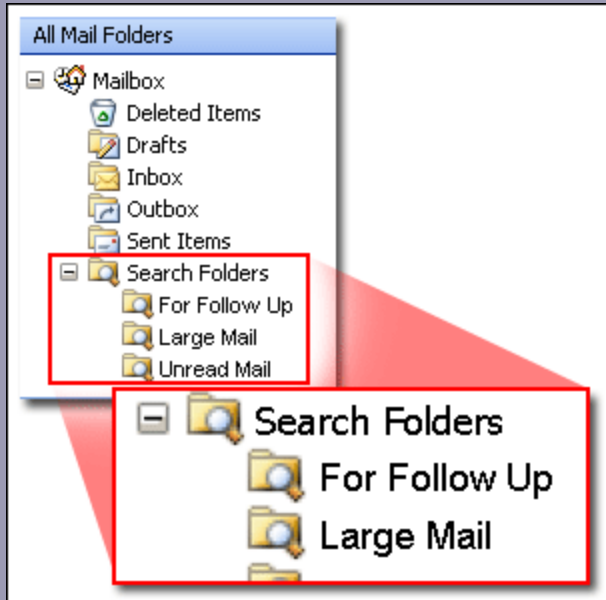 All Mail Folders
Mailbox
Deleted Items
Drafts
Inbox
Outbox
Sent Items
Search Folders
For Follow Up
Large Mail
Unread Mail
Search Folders
For Follow Up
Large Mail